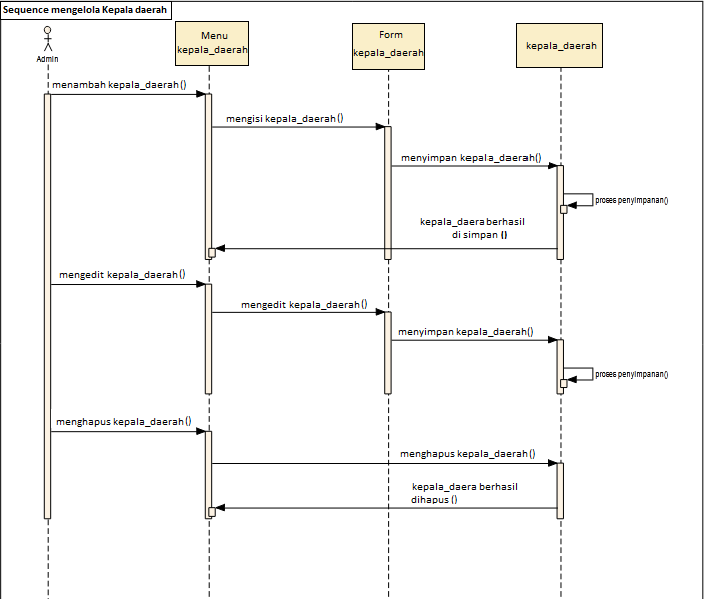 Sequence mengelola Kepala daerah
Admin
Menu
kepala_daerah
Form
kepala_daerah
kepala_daerah
menambah kepala_daerah()
mengisi kepala_daerah()
menyimpan kepala_daerah()
proses penyimpanan()
kepala_daera berhasil
di simpan ()
mengedit kepala_daerah()
mengedit kepala_daerah()
menyimpan kepala_daerah()
proses penyimpanan()
menghapus kepala_daerah()
menghapus kepala_daerah()
kepala_daera berhasil
dihapus ()